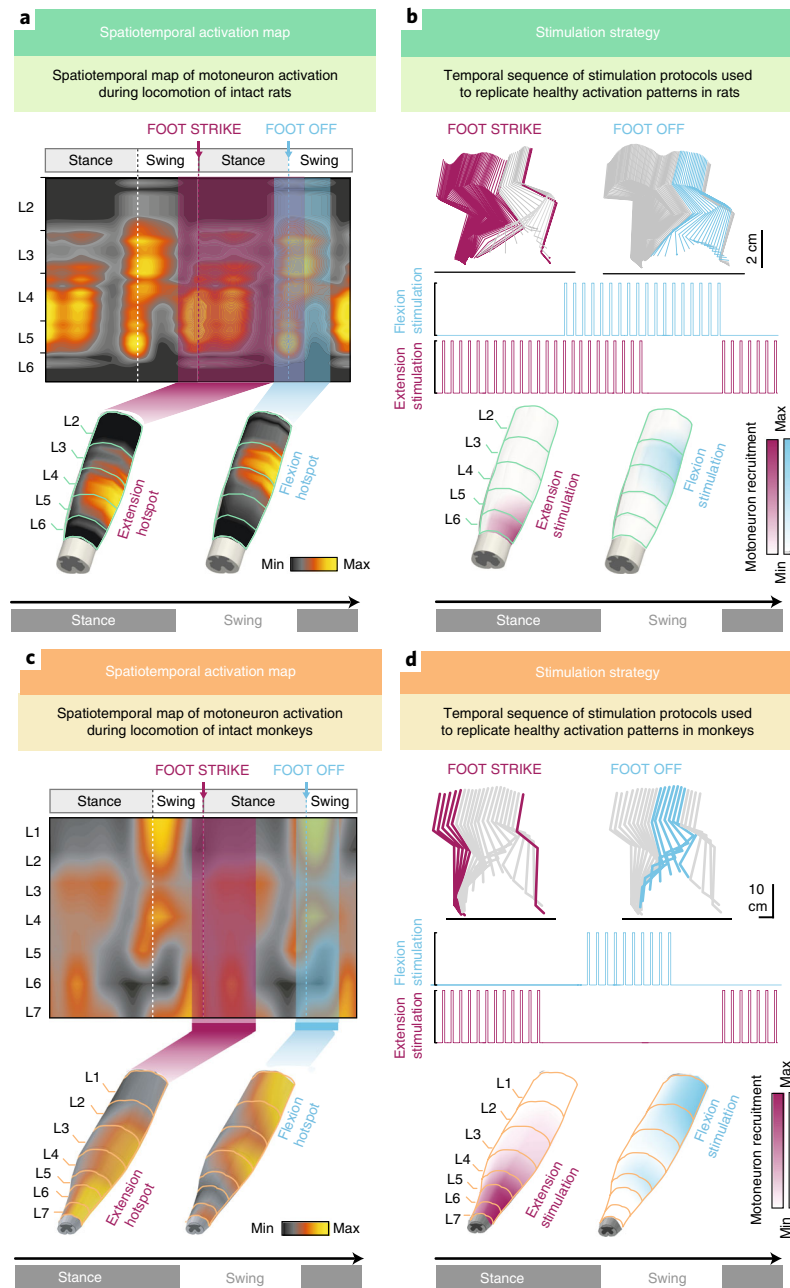 a
Spatiotemporal activation map
Spatiotemporal map of motoneuron activation
during locomotion of intact rats
FOOT STRIKE
FOOT OFF
Stance
Swing
Stance
Swing
L2
L3
L4
L5
L6
L2
L3
L4
L5
L6
Extension
hotspot
Flexion
hotspot
Min
Max
Stance
Swing
b
Stimulation strategy
Temporal sequence of stimulation protocols used
to replicate healthy activation patterns in rats
FOOT STRIKE
FOOT OFF
2 cm
Flexion
stimulation
Extension
stimulation
L2
L3
L4
L5
L6
Extension
stimulation
Flexion
stimulation
Motoneuron recruitment
Min
Max
Stance
Swing
c
Spatiotemporal activation map
Spatiotemporal map of motoneuron activation
during locomotion of intact monkeys
FOOT STRIKE
FOOT OFF
Stance
Swing
Stance
Swing
L1
L2
L3
L4
L5
L6
L7
L1
L2
L3
L4
L5
L6
L7
Extension
hotspot
Flexion
hotspot
Min
Max
Stance
Swing
d
Stimulation strategy
Temporal sequence of stimulation protocols used
to replicate healthy activation patterns in monkeys
FOOT STRIKE
FOOT OFF
10
cm
Flexion
stimulation
Extension
stimulation
L1
L2
L3
L4
L5
L6
L7
Extension
stimulation
Flexion
stimulation
Motoneuron recruitment
Min
Max
Stance
Swing